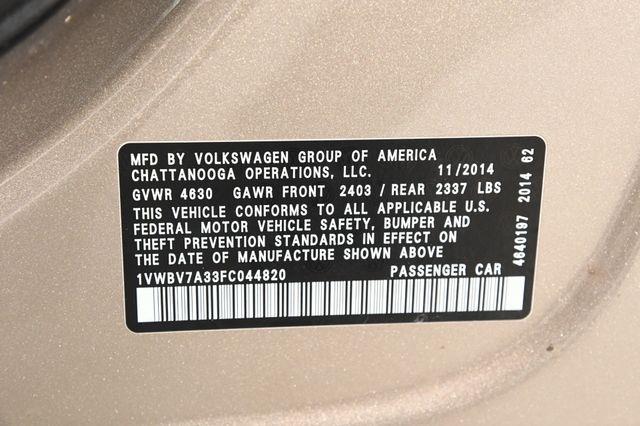 MFD BY VOLKSWAGEN GROUP OF AMERICA
CHATTANOOGA OPERATIONS, LLC. 11/2014
GVWR 4630 GAWR FRONT 2403 / REAR 2337 LBS
THIS VEHICLE CONFORMS TO ALL APPLICABLE U.S.
FEDERAL MOTOR VEHICLE SAFETY, BUMPER AND
THEFT PREVENTION STANDARDS IN EFFECT ON
THE DATE OF MANUFACTURE SHOWN ABOVE
1VWBV7A33FC044820 PASSENGER CAR
4640197 2014 62